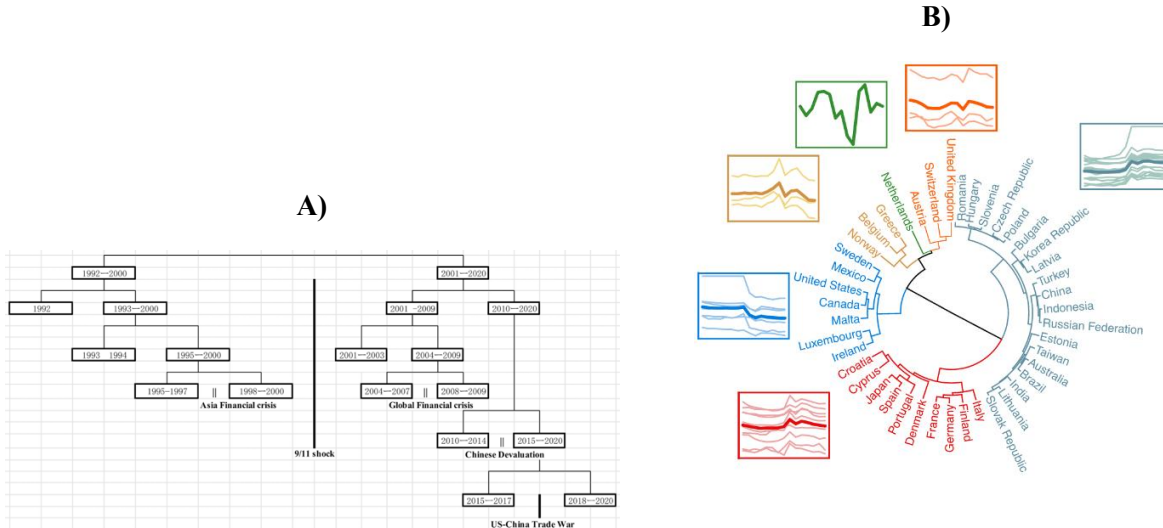 A)
1992—2000
2001—2020
1992
1993—2000
2001 -2009
2010—2020
1993 1994
1995—2000
2001—2003
2004—2009
1995—1997
||
1998—2000
2004—2007
||
2008—2009
Asia Financial crisis
Global Financial crisis
2010—2014
||
2015—2020
9/11 shock
Chinese Devaluation
2015—2017
2018—2020
US-China Trade War
B)
United Kingdom
Switzerland
Austria
Netherlands
Greece
Belgium
Norway
Sweden
Mexico
United States
Canada
Malta
Luxembourg
Ireland
Croatia
Cyprus
Japan
Spain
Portugal
Denmark
France
Germany
Finland
Italy
Slovak Republic
Lithuania
India
Brazil
Australia
Taiwan
Estonia
Russian Federation
Indonesia
China
Turkey
Latvia
Korea Republic
Bulgaria
Poland
Czech Republic
Slovenia
Hungary
Romania